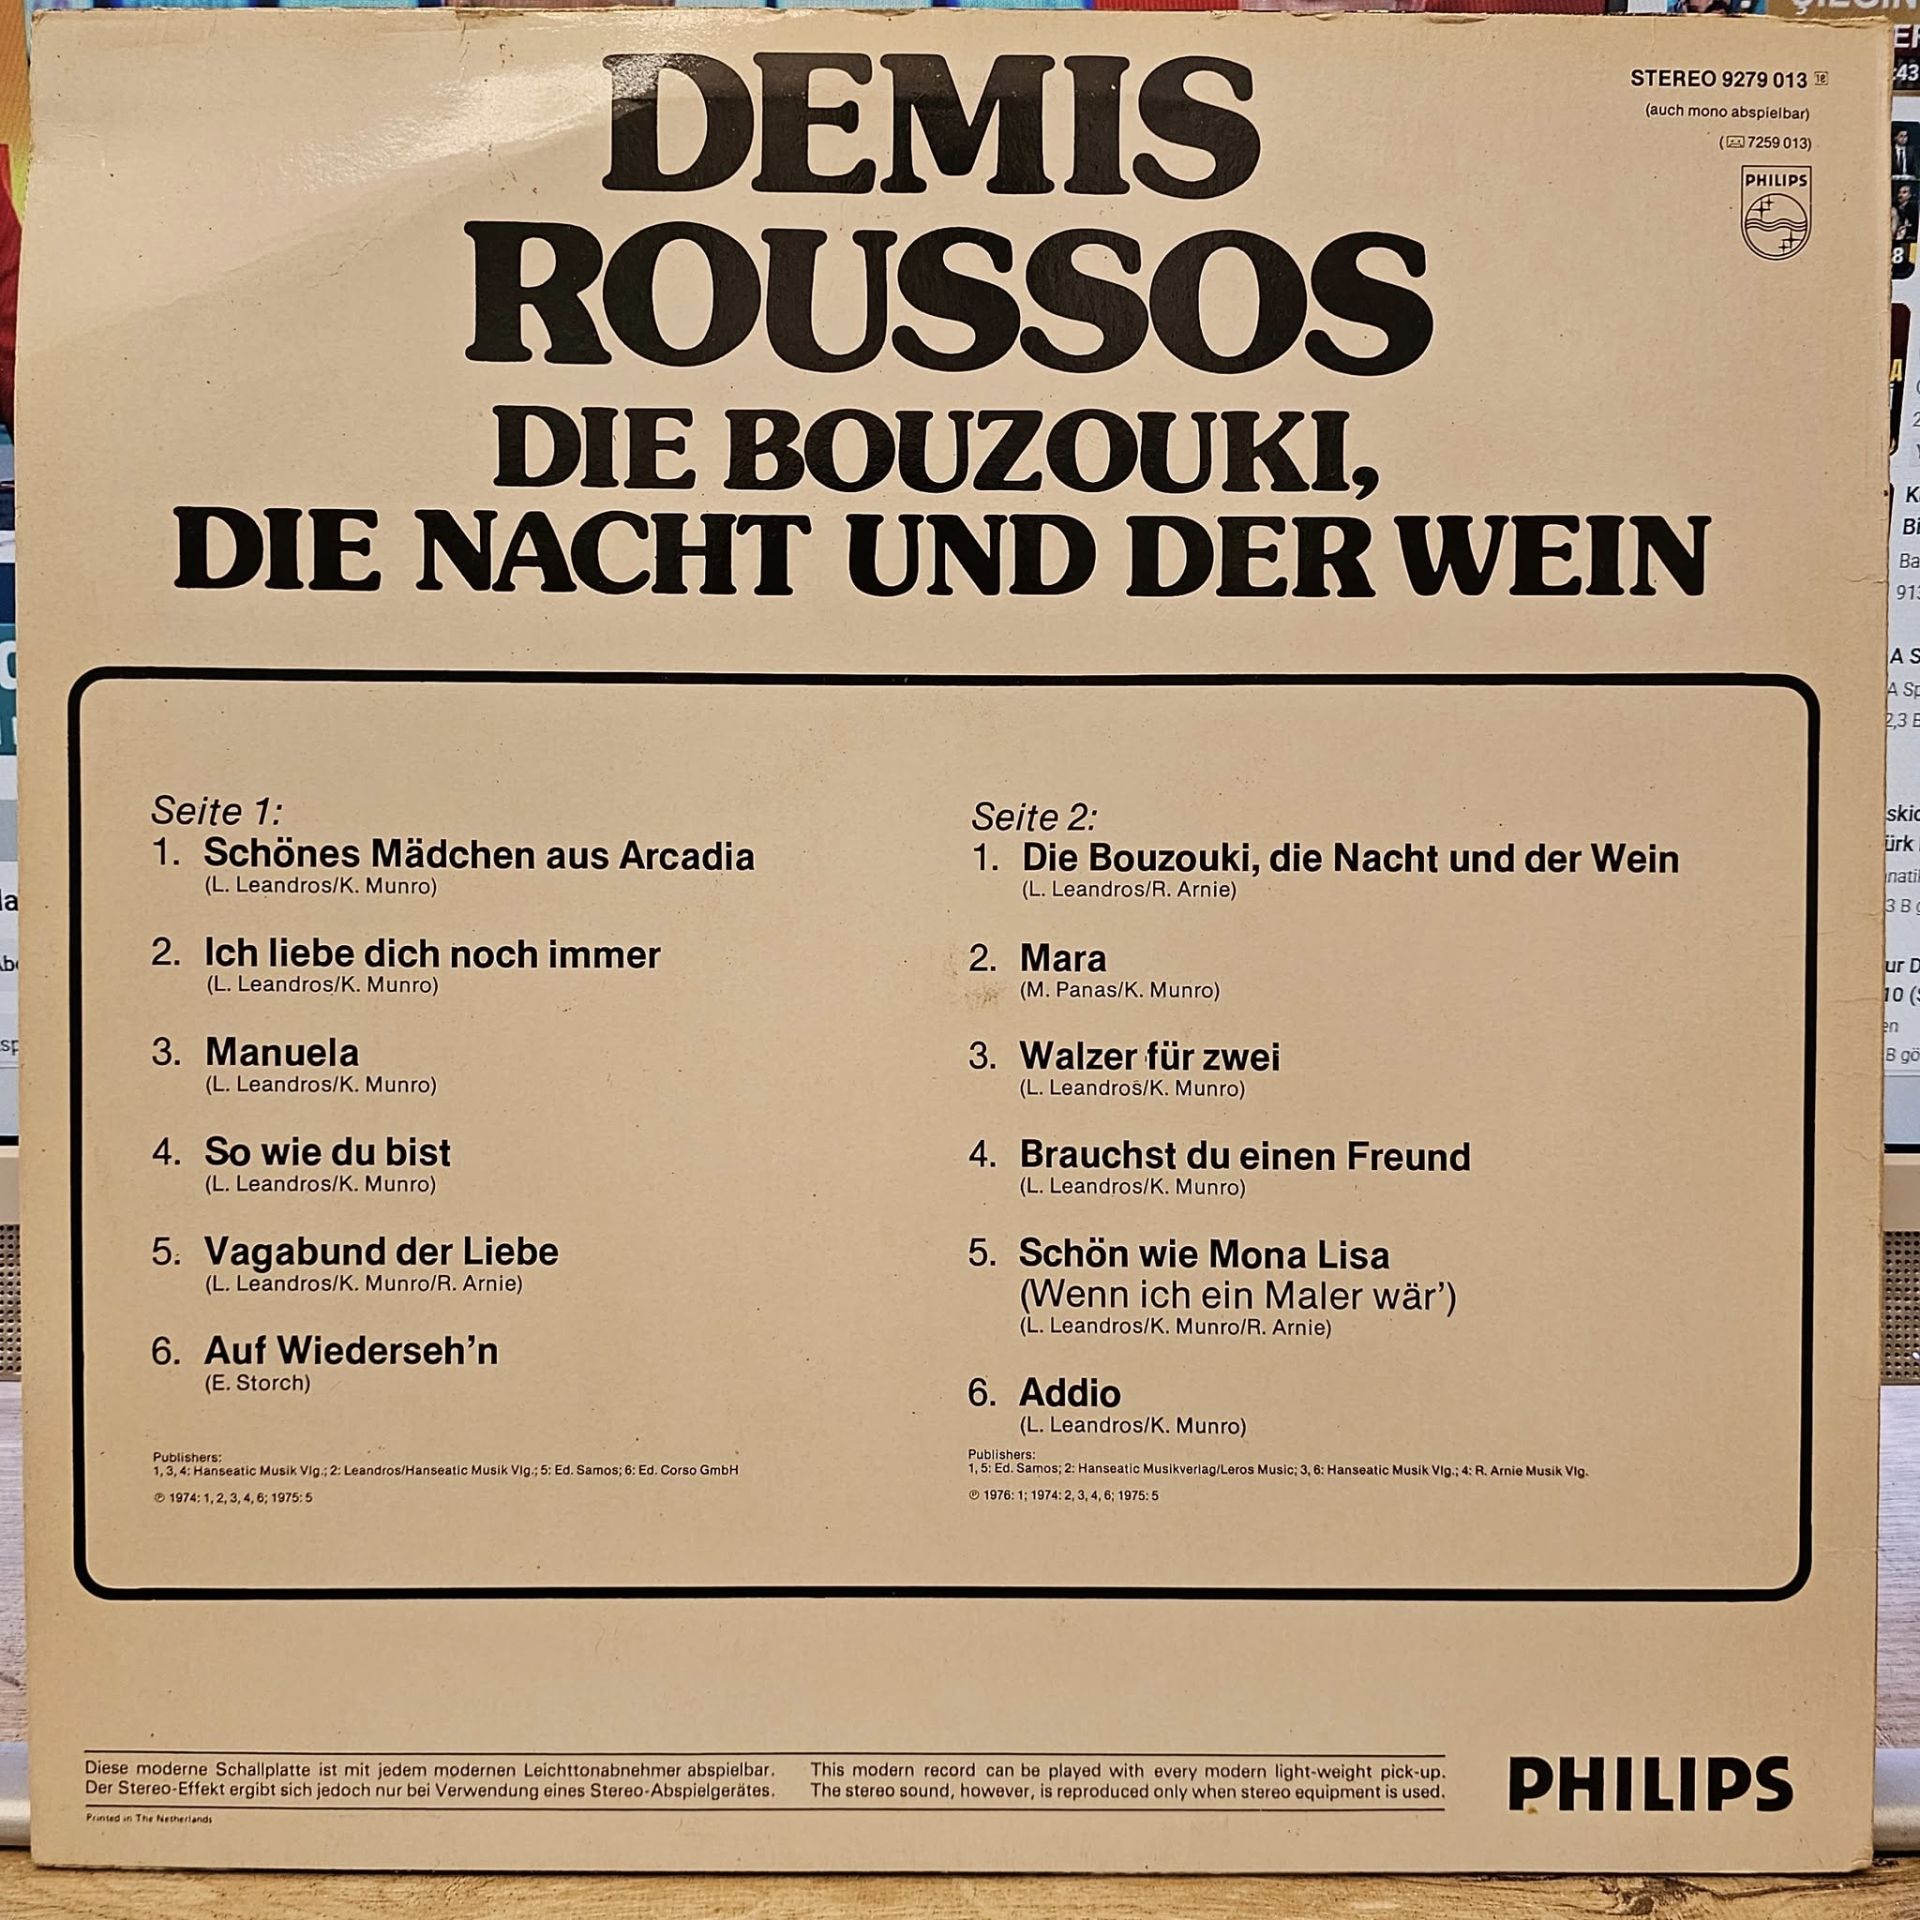 DEMIS
ROUSSOS
DIE BOUZOUKI,
DIE NACHT UND DER WEIN
STEREO 9279 013 18
(auch mono abspielbar)
(7259 013)
PHILIPS
Seite 1:
1. Schönes Mädchen aus Arcadia
(L. Leandros/K. Munro)
2. Ich liebe dich noch immer
(L. Leandros/K. Munro)
3. Manuela
(L. Leandros/K. Munro)
4. So wie du bist
(L. Leandros/K. Munro)
5. Vagabund der Liebe
(L. Leandros/K. Munro/R. Arnie)
6. Auf Wiederseh'n
(E. Storch)
Publishers:
1, 3, 4: Hanseatic Musik Vlg.; 2: Leandros/Hanseatic Musik Vlg.; 5: Ed. Samos; 6: Ed. Corso GmbH
℗ 1974: 1, 2, 3, 4, 6; 1975: 5
Seite 2:
1. Die Bouzouki, die Nacht und der Wein
(L. Leandros/R. Arnie)
2. Mara
(M. Panas/K. Munro)
3. Walzer für zwei
(L. Leandros/K. Munro)
4. Brauchst du einen Freund
(L. Leandros/K. Munro)
5. Schön wie Mona Lisa
(Wenn ich ein Maler wär')
(L. Leandros/K. Munro/R. Arnie)
6. Addio
(L. Leandros/K. Munro)
Publishers:
1, 5: Ed. Samos; 2: Hanseatic Musikverlag/Leros Music; 3, 6: Hanseatic Musik Vlg.; 4: R. Arnie Musik Vlg.
℗ 1976: 1; 1974: 2, 3, 4, 6; 1975: 5
Diese moderne Schallplatte ist mit jedem modernen Leichttonabnehmer abspielbar.
Der Stereo-Effekt ergibt sich jedoch nur bei Verwendung eines Stereo-Abspielgerätes.
This modern record can be played with every modern light-weight pick-up.
The stereo sound, however, is reproduced only when stereo equipment is used.
Printed in The Netherlands
PHILIPS